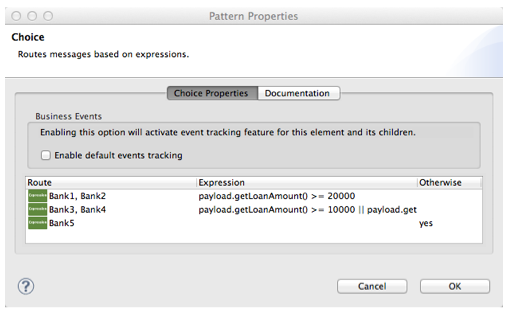 Pattern Properties
Choice
Routes messages based on expressions.
Choice Properties Documentation
Business Events
Enabling this option will activate event tracking feature for this element and its children.
Enable default events tracking
Route Expression Otherwise
Bank1, Bank2 payload.getLoanAmount() >= 20000
Bank3, Bank4 payload.getLoanAmount() >= 10000 || payload.get
Bank5 yes
? Cancel OK